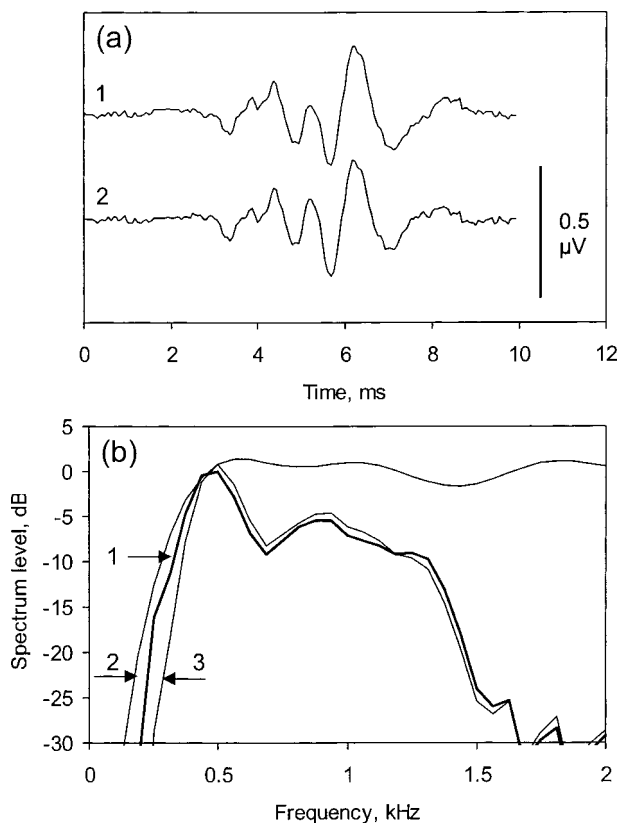 (a)
1
2
0.5
µV
0 2 4 6 8 10 12
Time, ms
(b)
5
0
-5
-10
-15
-20
-25
-30
Spectrum level, dB
1
2 3
0 0.5 1 1.5 2
Frequency, kHz